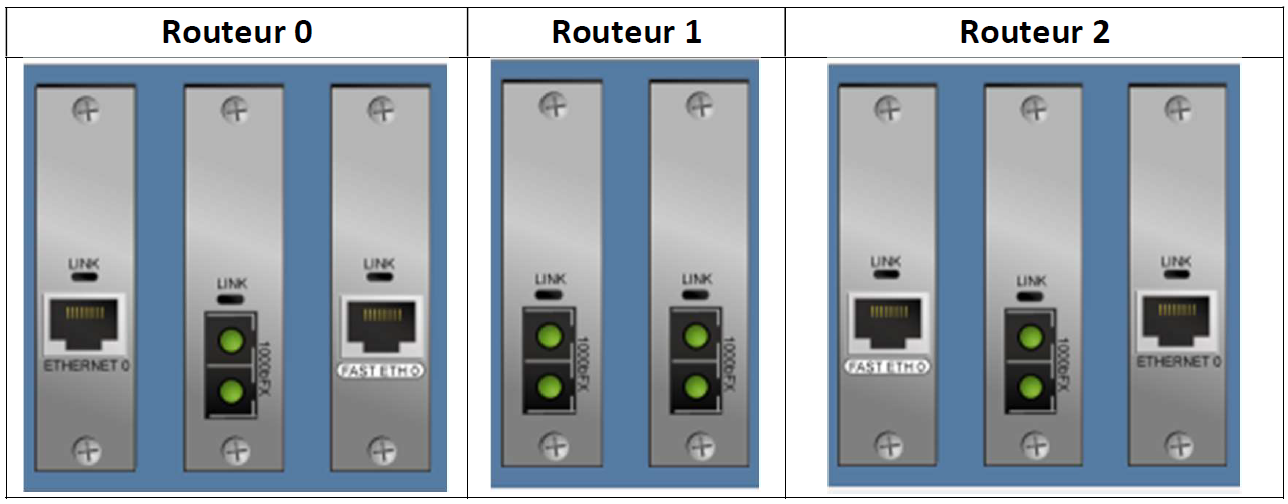 Routeur 0
Routeur 1
Routeur 2
LINK
ETHERNET 0
LINK
1000bFX
LINK
FAST ETH 0
LINK
1000bFX
LINK
1000bFX
LINK
FAST ETH 0
LINK
1000bFX
LINK
ETHERNET 0